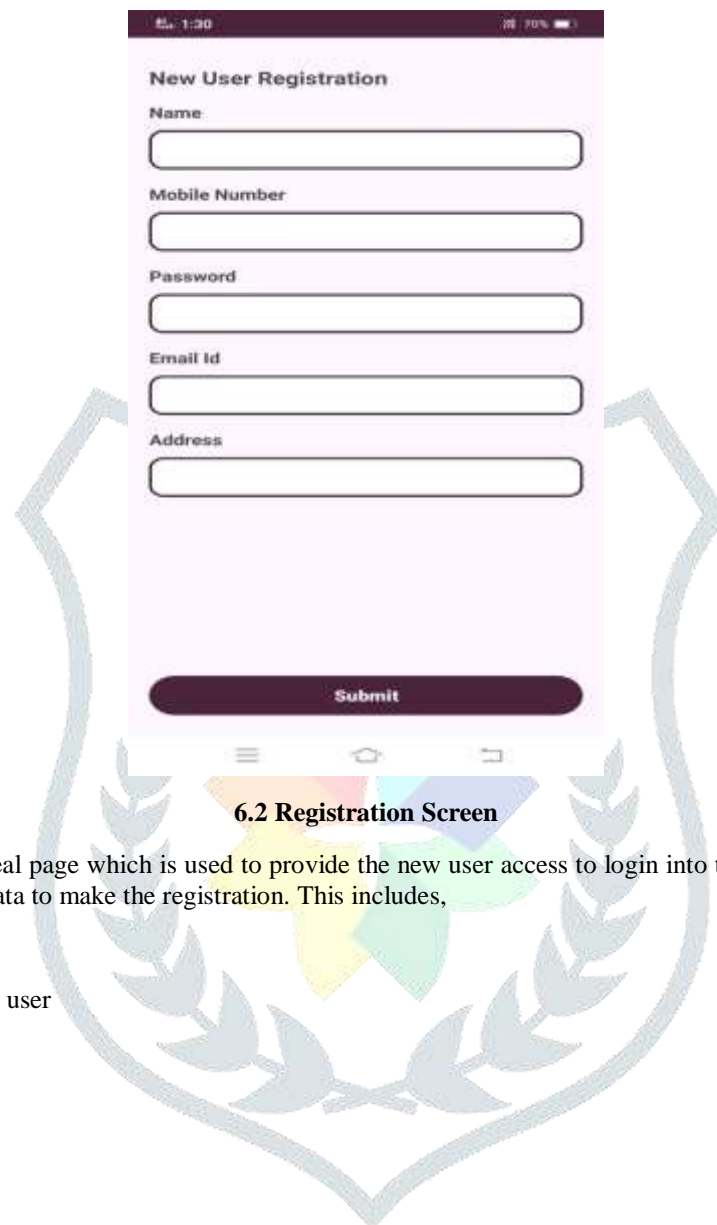 1:30 70%
New User Registration
Name
Mobile Number
Password
Email Id
Address
Submit
6.2 Registration Screen
eal page which is used to provide the new user access to login into t
ata to make the registration. This includes,
user